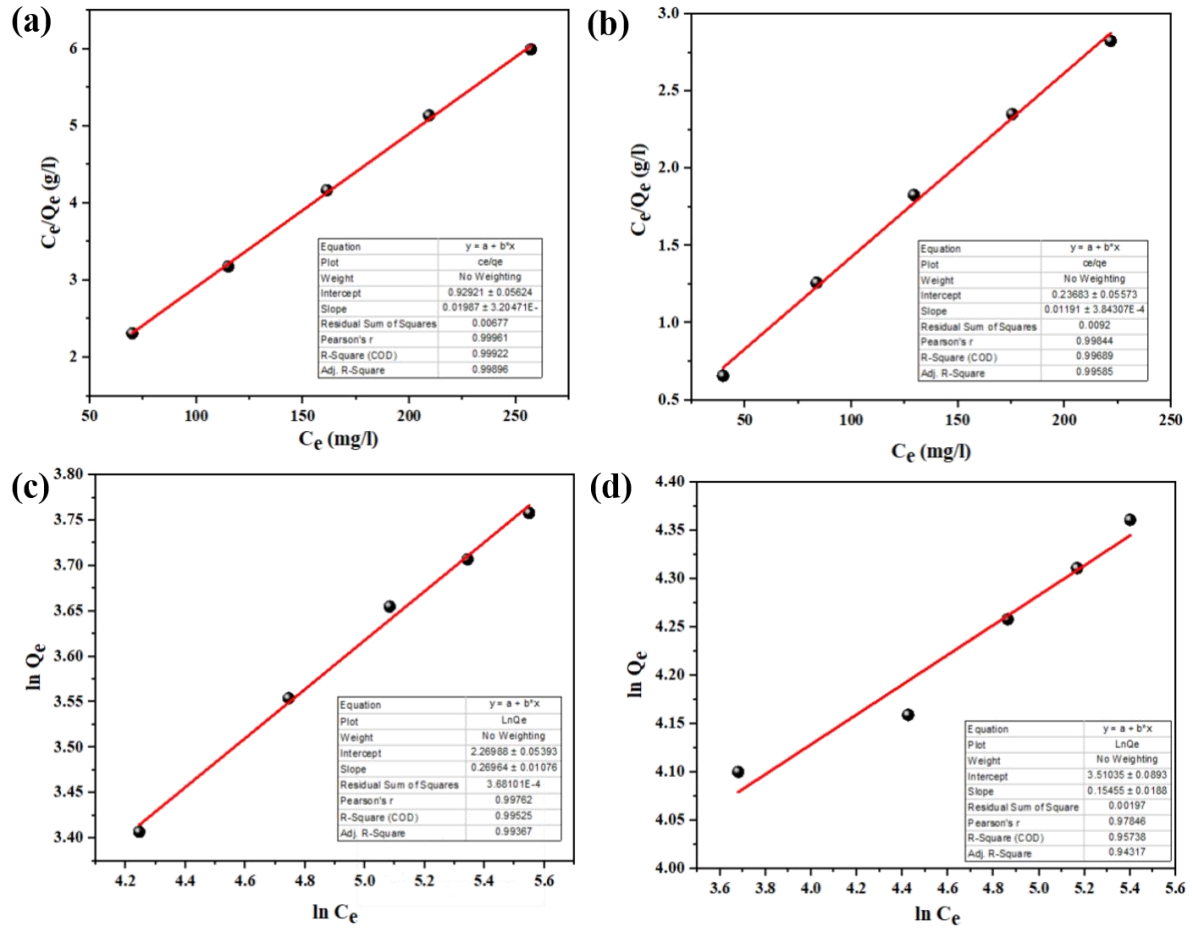 (a)
6
5
4
3
2
50
100
150
200
250
Ce/Qe (g/l)
Ce (mg/l)
Equation y = a + b*x
Plot ce/qe
Weight No Weighting
Intercept 0.92921 ± 0.05624
Slope 0.01987 ± 3.20471E-
Residual Sum of Squares 0.00677
Pearson's r 0.99961
R-Square (COD) 0.99922
Adj. R-Square 0.99896
(b)
3.0
2.5
2.0
1.5
1.0
0.5
50
100
150
200
250
Ce/Qe (g/l)
Ce (mg/l)
Equation y = a + b*x
Plot ce/qe
Weight No Weighting
Intercept 0.23683 ± 0.05573
Slope 0.01191 ± 3.84307E-4
Residual Sum of Squares 0.0092
Pearson's r 0.99844
R-Square (COD) 0.99689
Adj. R-Square 0.99585
(c)
3.80
3.75
3.70
3.65
3.60
3.55
3.50
3.45
3.40
4.2
4.4
4.6
4.8
5.0
5.2
5.4
5.6
ln Qe
ln Ce
Equation y = a + b*x
Plot LnQe
Weight No Weighting
Intercept 2.26988 ± 0.05393
Slope 0.26964 ± 0.01076
Residual Sum of Squares 3.68101E-4
Pearson's r 0.99762
R-Square (COD) 0.99525
Adj. R-Square 0.99367
(d)
4.40
4.35
4.30
4.25
4.20
4.15
4.10
4.05
4.00
3.6
3.8
4.0
4.2
4.4
4.6
4.8
5.0
5.2
5.4
5.6
ln Qe
ln Ce
Equation y = a + b*x
Plot LnQe
Weight No Weighting
Intercept 3.51035 ± 0.0893
Slope 0.15455 ± 0.0188
Residual Sum of Square 0.00197
Pearson's r 0.97846
R-Square (COD) 0.95738
Adj. R-Square 0.94317